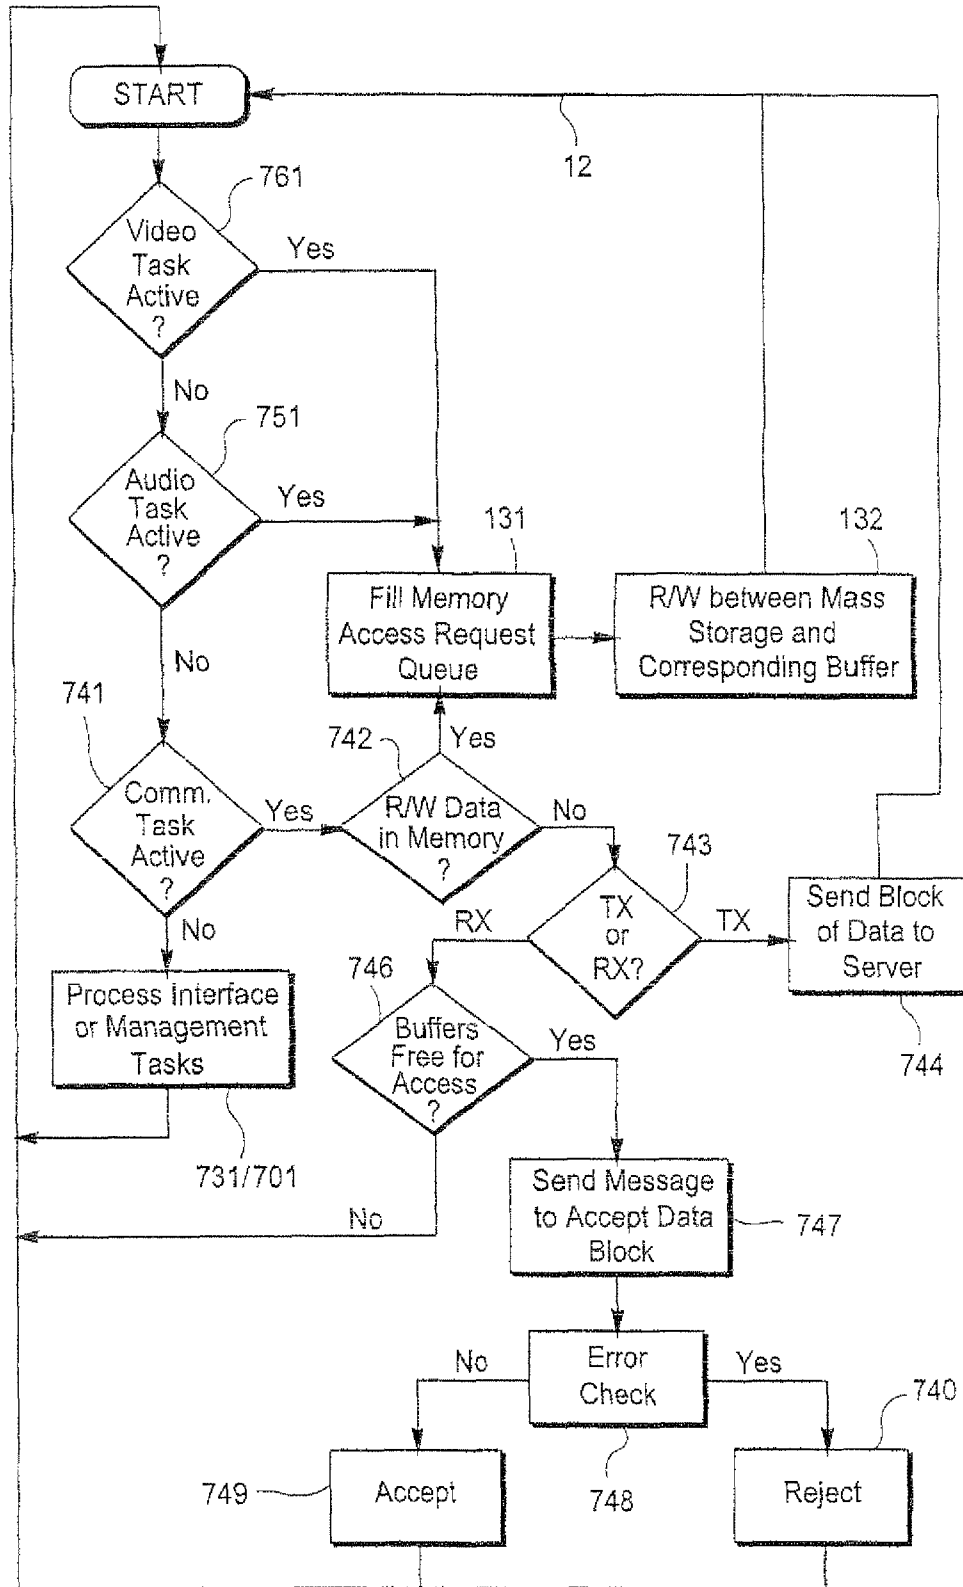 START
12
761
Video
Task
Active
?
Yes
No
751
Audio
Task
Active
?
Yes
131
132
Fill Memory
Access Request
Queue
R/W between Mass
Storage and
Corresponding Buffer
No
741
742
Yes
Comm.
Task
Active
?
Yes
R/W Data
in Memory
?
No
743
TX
or
RX?
RX
TX
Send Block
of Data to
Server
744
No
746
Process Interface
or Management
Tasks
731/701
Buffers
Free for
Access
?
Yes
No
Send Message
to Accept Data
Block
747
Error
Check
No
Yes
748
740
749
Accept
Reject